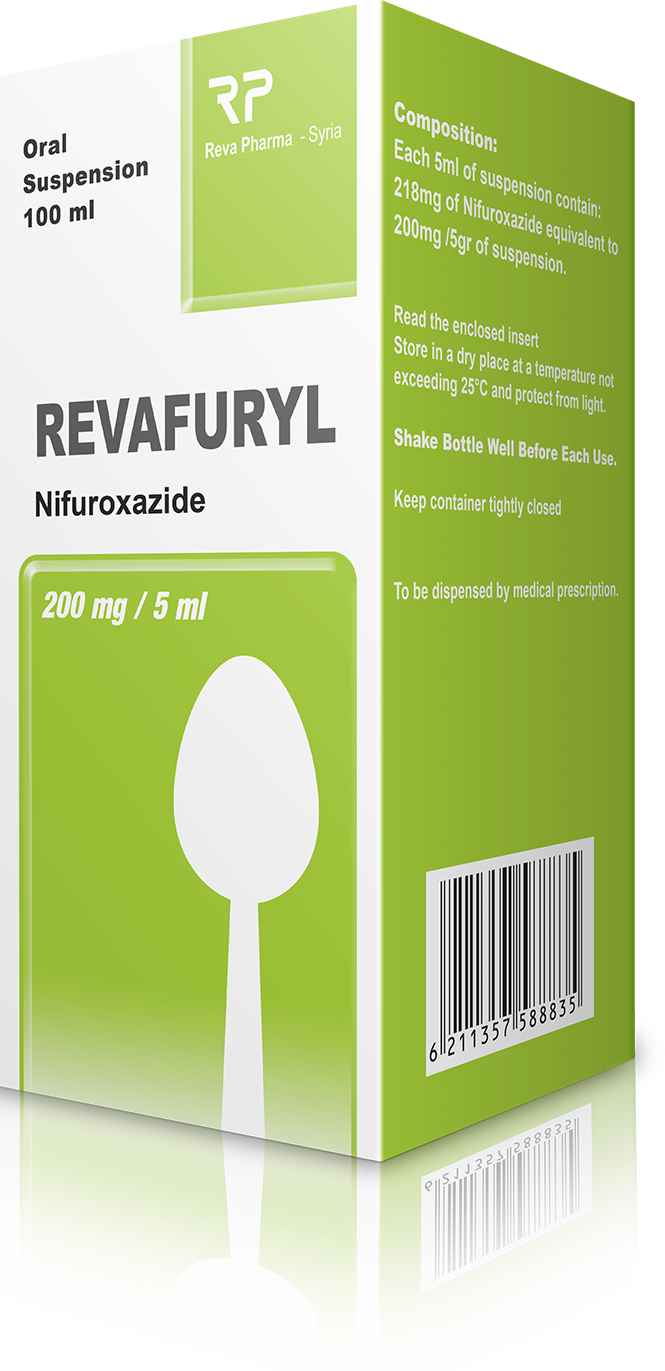 Oral
Suspension
100 ml
RP
Reva Pharma - Syria
REVAFURYL
Nifuroxazide
200 mg / 5 ml
Composition:
Each 5ml of suspension contain:
218mg of Nifuroxazide equivalent to
200mg /5gr of suspension.
Read the enclosed insert
Store in a dry place at a temperature not
exceeding 25°C and protect from light.
Shake Bottle Well Before Each Use.
Keep container tightly closed
To be dispensed by medical prescription.
6 211357 588835